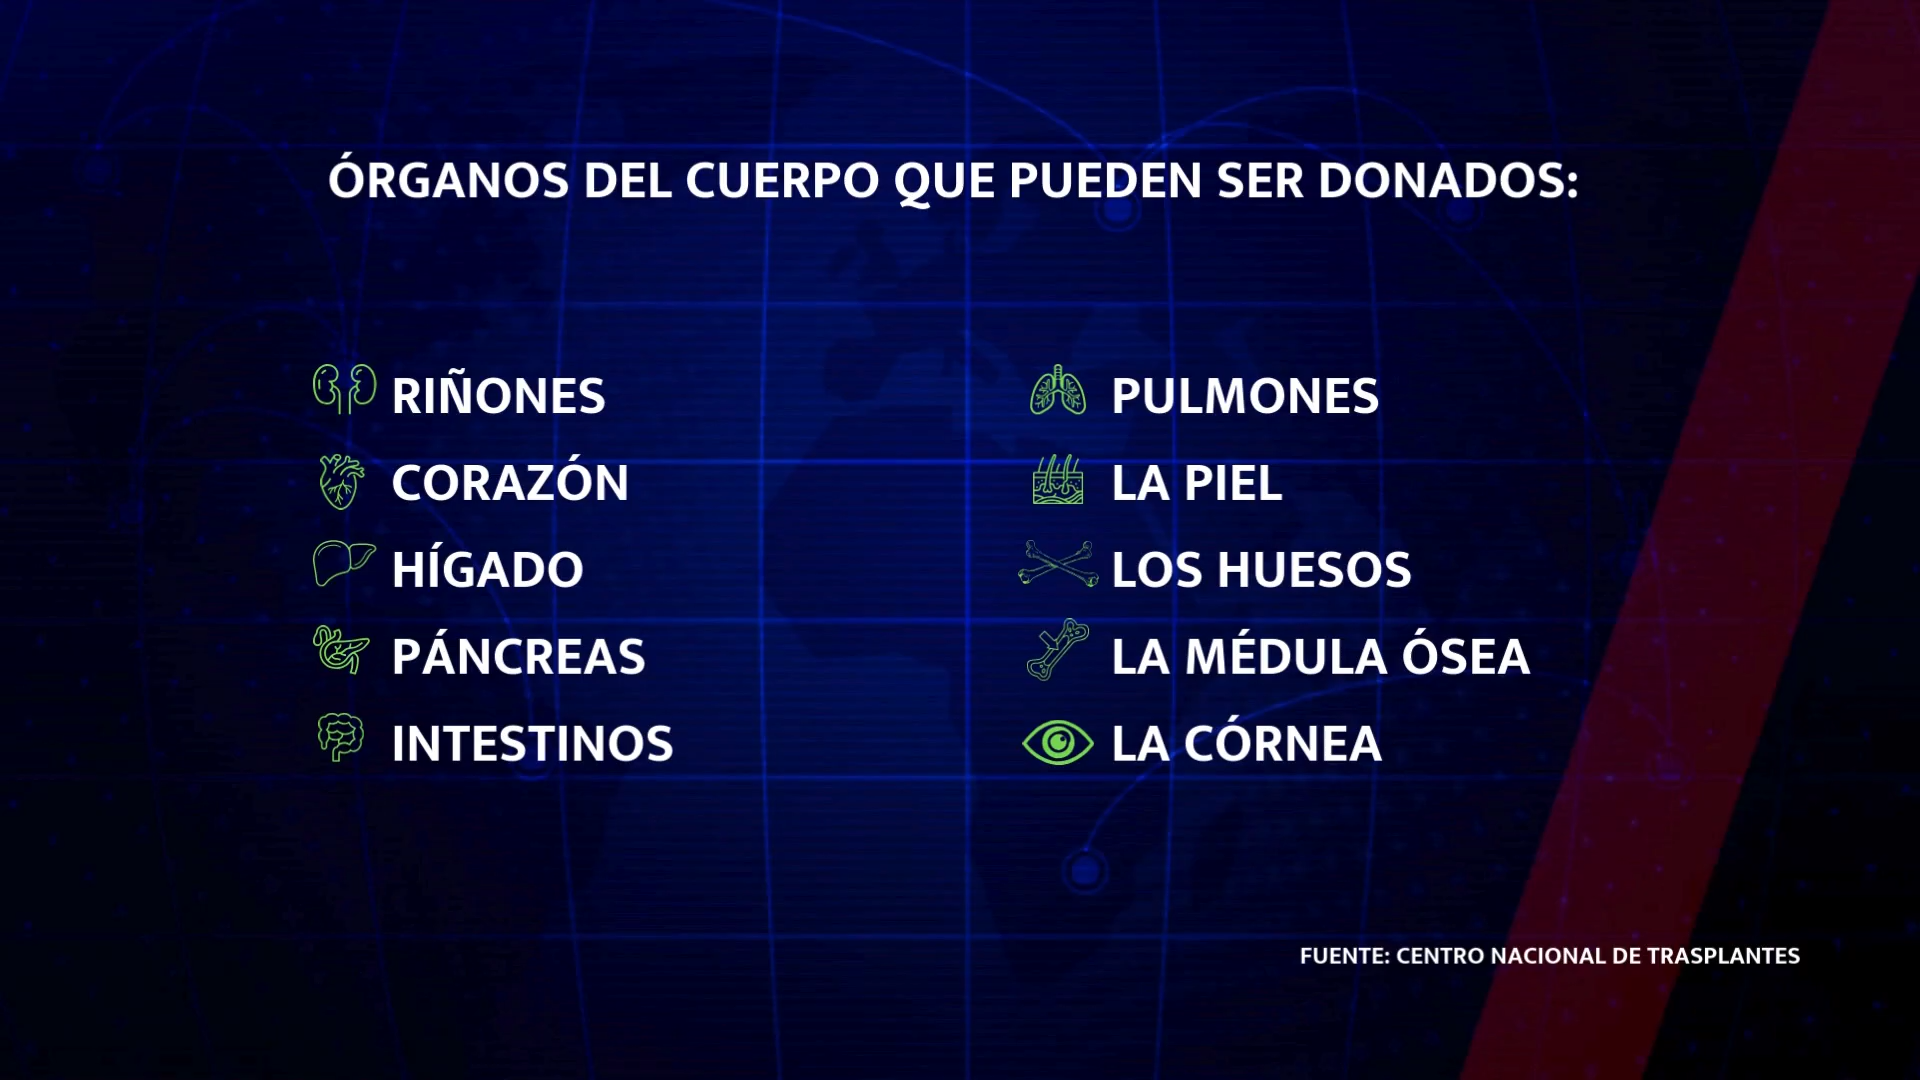 ÓRGANOS DEL CUERPO QUE PUEDEN SER DONADOS:
RIÑONES
CORAZÓN
HÍGADO
PÁNCREAS
INTESTINOS
PULMONES
LA PIEL
LOS HUESOS
LA MÉDULA ÓSEA
LA CÓRNEA
FUENTE: CENTRO NACIONAL DE TRASPLANTES